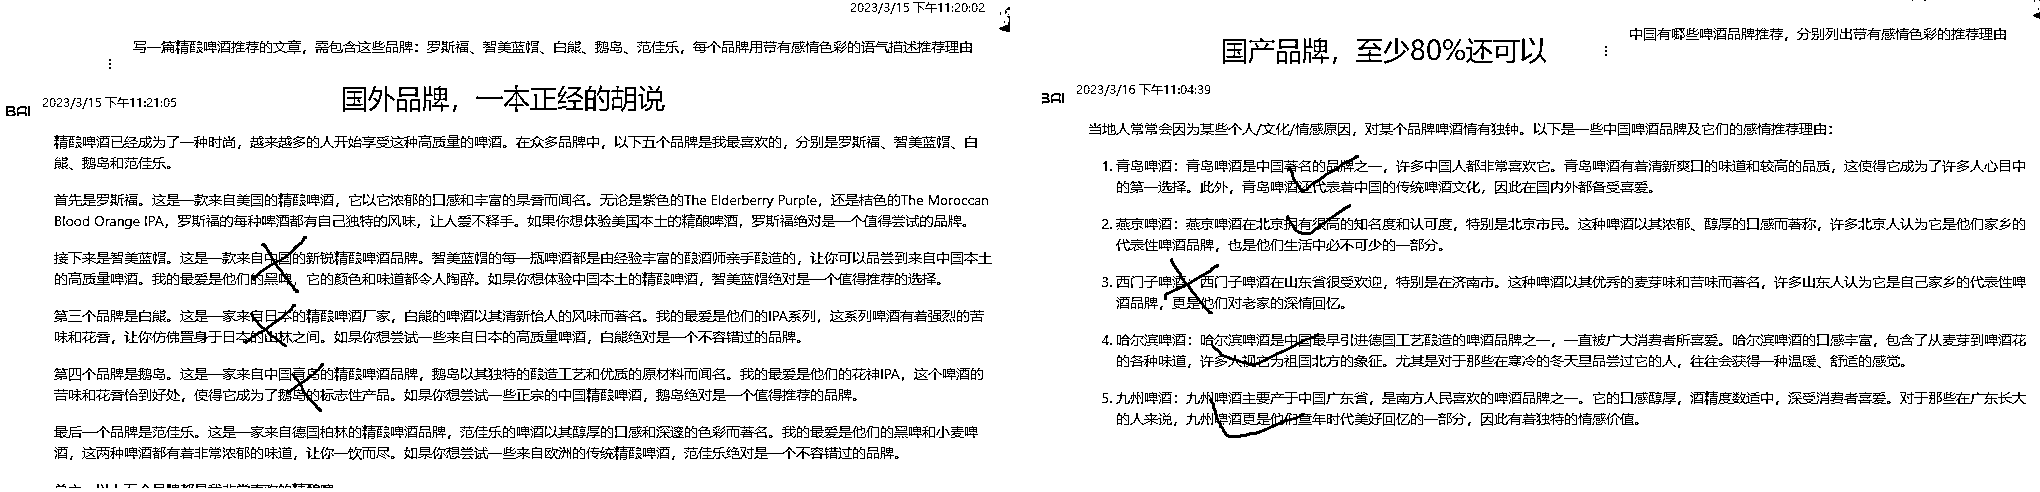 2023/3/15 下午11:20:02
写一篇精酿啤酒推荐的文章，需包含这些品牌：罗斯福、智美蓝帽、白熊、鹅岛、范佳乐，每个品牌用带有感情色彩的语气描述推荐理由
国外品牌，一本正经的胡说
BAI 2023/3/15 下午11:21:05
精酿啤酒已经成为了一种时尚，越来越多的人开始享受这种高质量的啤酒。在众多品牌中，以下五个品牌是我最喜欢的，分别是罗斯福、智美蓝帽、白
熊、鹅岛和范佳乐。
首先是罗斯福。这是一款来自美国的精酿啤酒，它以它浓郁的口感和丰富的果香而闻名。无论是紫色的The Elderberry Purple，还是桔色的The Moroccan
Blood Orange IPA，罗斯福的每种啤酒都有自己独特的风味，让人爱不释手。如果你想体验美国本土的精酿啤酒，罗斯福绝对是一个值得尝试的品牌。
接下来是智美蓝帽。这是一款来自中国的新锐精酿啤酒品牌。智美蓝帽的每一瓶啤酒都是由经验丰富的酿酒师亲手酿造的，让你可以品尝到来自中国本土
的高质量啤酒。我的最爱是他们的黑啤，它的颜色和味道都令人陶醉。如果你想体验中国本土的精酿啤酒，智美蓝帽绝对是一个值得推荐的选择。
第三个品牌是白熊。这是一家来自日本的精酿啤酒厂家，白熊的啤酒以其清新怡人的风味而著名。我的最爱是他们的IPA系列，这系列啤酒有着强烈的苦
味和花香，让你仿佛置身于日本的山林之间。如果你想尝试一些来自日本的高质量啤酒，白熊绝对是一个不容错过的品牌。
第四个品牌是鹅岛。这是一家来自中国青岛的精酿啤酒品牌，鹅岛以其独特的酿造工艺和优质的原材料而闻名。我的最爱是他们的花神IPA，这个啤酒的
苦味和花香恰到好处，使得它成为了鹅岛的标志性产品。如果你想尝试一些正宗的中国精酿啤酒，鹅岛绝对是一个值得推荐的品牌。
最后一个品牌是范佳乐。这是一家来自德国柏林的精酿啤酒品牌，范佳乐的啤酒以其醇厚的口感和深邃的色彩而著名。我的最爱是他们的黑啤和小麦啤
酒，这两种啤酒都有着非常浓郁的味道，让你一饮而尽。如果你想尝试一些来自欧洲的传统精酿啤酒，范佳乐绝对是一个不容错过的品牌。
中国有哪些啤酒品牌推荐，分别列出带有感情色彩的推荐理由
国产品牌，至少80%还可以
BAI 2023/3/16 下午11:04:39
当地人常常会因为某些个人/文化/情感原因，对某个品牌啤酒情有独钟。以下是一些中国啤酒品牌及它们的感情推荐理由：
1. 青岛啤酒：青岛啤酒是中国著名的品牌之一，许多中国人都非常喜欢它。青岛啤酒有着清新爽口的味道和较高的品质，这使得它成为了许多人心目中
的第一选择。此外，青岛啤酒还代表着中国的传统啤酒文化，因此在国内外都备受喜爱。
2. 燕京啤酒：燕京啤酒在北京拥有很高的知名度和认可度，特别是北京市民。这种啤酒以其浓郁、醇厚的口感而著称，许多北京人认为它是他们家乡的
代表性啤酒品牌，也是他们生活中必不可少的一部分。
3. 西门子啤酒：西门子啤酒在山东省很受欢迎，特别是在济南市。这种啤酒以其优秀的麦芽味和苦味而著名，许多山东人认为它是自己家乡的代表性啤
酒品牌，更是他们对老家的深情回忆。
4. 哈尔滨啤酒：哈尔滨啤酒是中国最早引进德国工艺酿造的啤酒品牌之一，一直被广大消费者所喜爱。哈尔滨啤酒的口感丰富，包含了从麦芽到啤酒花
的各种味道，许多人视它为祖国北方的象征。尤其是对于那些在寒冷的冬天里品尝过它的人，往往会获得一种温暖、舒适的感觉。
5. 九州啤酒：九州啤酒主要产于中国广东省，是南方人民喜欢的啤酒品牌之一。它的口感醇厚，酒精度数适中，深受消费者喜爱。对于那些在广东长大
的人来说，九州啤酒更是他们童年时代美好回忆的一部分，因此有着独特的情感价值。